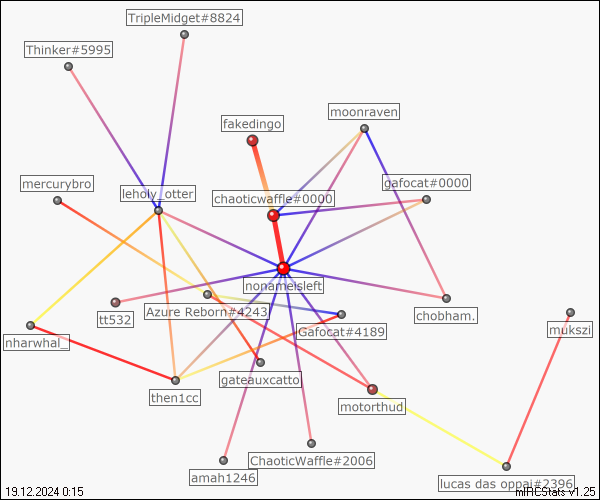 TripleMidget#8824
Thinker#5995
moonraven
fakedingo
mercurybro
gafocat#0000
leholy_otter
chaoticwaffle#0000
nonameisleft
Azure Reborn#4243
tt532
chobham.
Gafocat#4189
mukszi
nharwhal_
gateauxcatto
then1cc
motorthud
ChaoticWaffle#2006
amah1246
lucas das oppai#2396
19.12.2024 0:15
mIRCStats v1.25